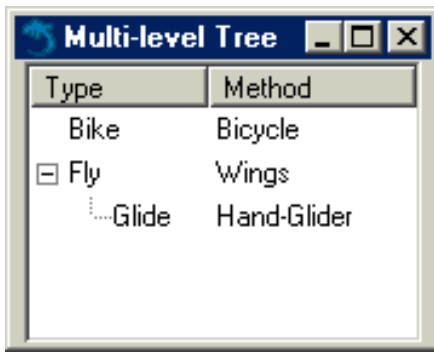 Multi-level Tree
Type Method
Bike Bicycle
Fly Wings
Glide Hand-Glider